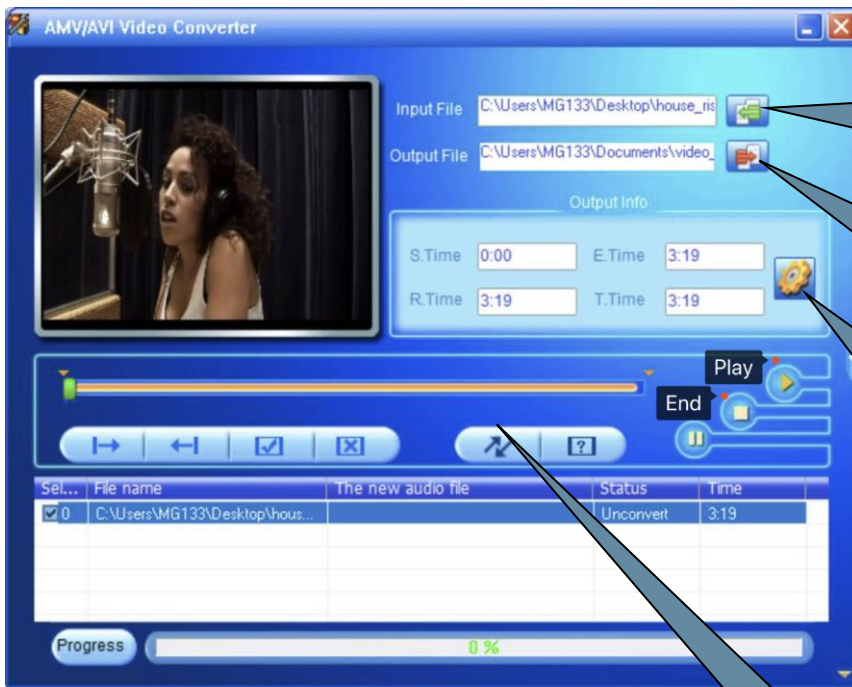 AMV/AVI Video Converter
Input File C:\Users\MG133\Desktop\house_ris
Output File C:\Users\MG133\Documents\video_
Output Info
S.Time 0:00 E.Time 3:19
R.Time 3:19 T.Time 3:19
Play
End
Sel... File name The new audio file Status Time
0 C:\Users\MG133\Desktop\hous... Unconvert 3:19
Progress 0 %